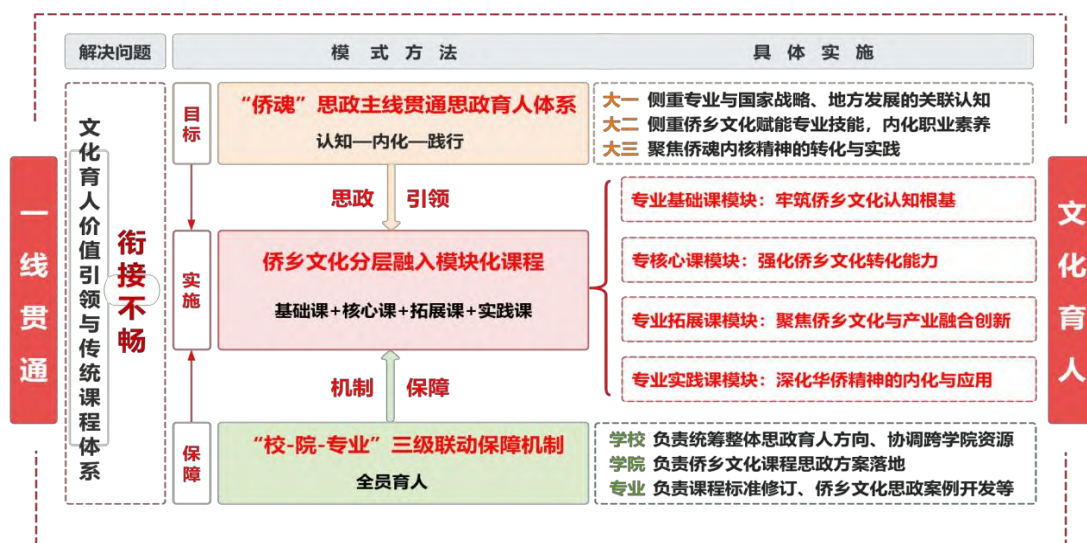 解决问题
模式方法
具体实施
一线贯通
文化育人价值引领与传统课程体系
衔接不畅
目标
“侨魂”思政主线贯通思政育人体系
认知—内化—践行
大一 侧重专业与国家战略、地方发展的关联认知
大二 侧重侨乡文化赋能专业技能，内化职业素养
大三 聚焦侨魂内核精神的转化与实践
思政 引领
实施
侨乡文化分层融入模块化课程
基础课+核心课+拓展课+实践课
专业基础课模块：牢筑侨乡文化认知根基
专核心课模块：强化侨乡文化转化能力
专业拓展课模块：聚焦侨乡文化与产业融合创新
专业实践课模块：深化华侨精神的内化与应用
机制 保障
保障
“校-院-专业”三级联动保障机制
全员育人
学校 负责统筹整体思政育人方向、协调跨学院资源
学院 负责侨乡文化课程思政方案落地
专业 负责课程标准修订、侨乡文化思政案例开发等
文化育人